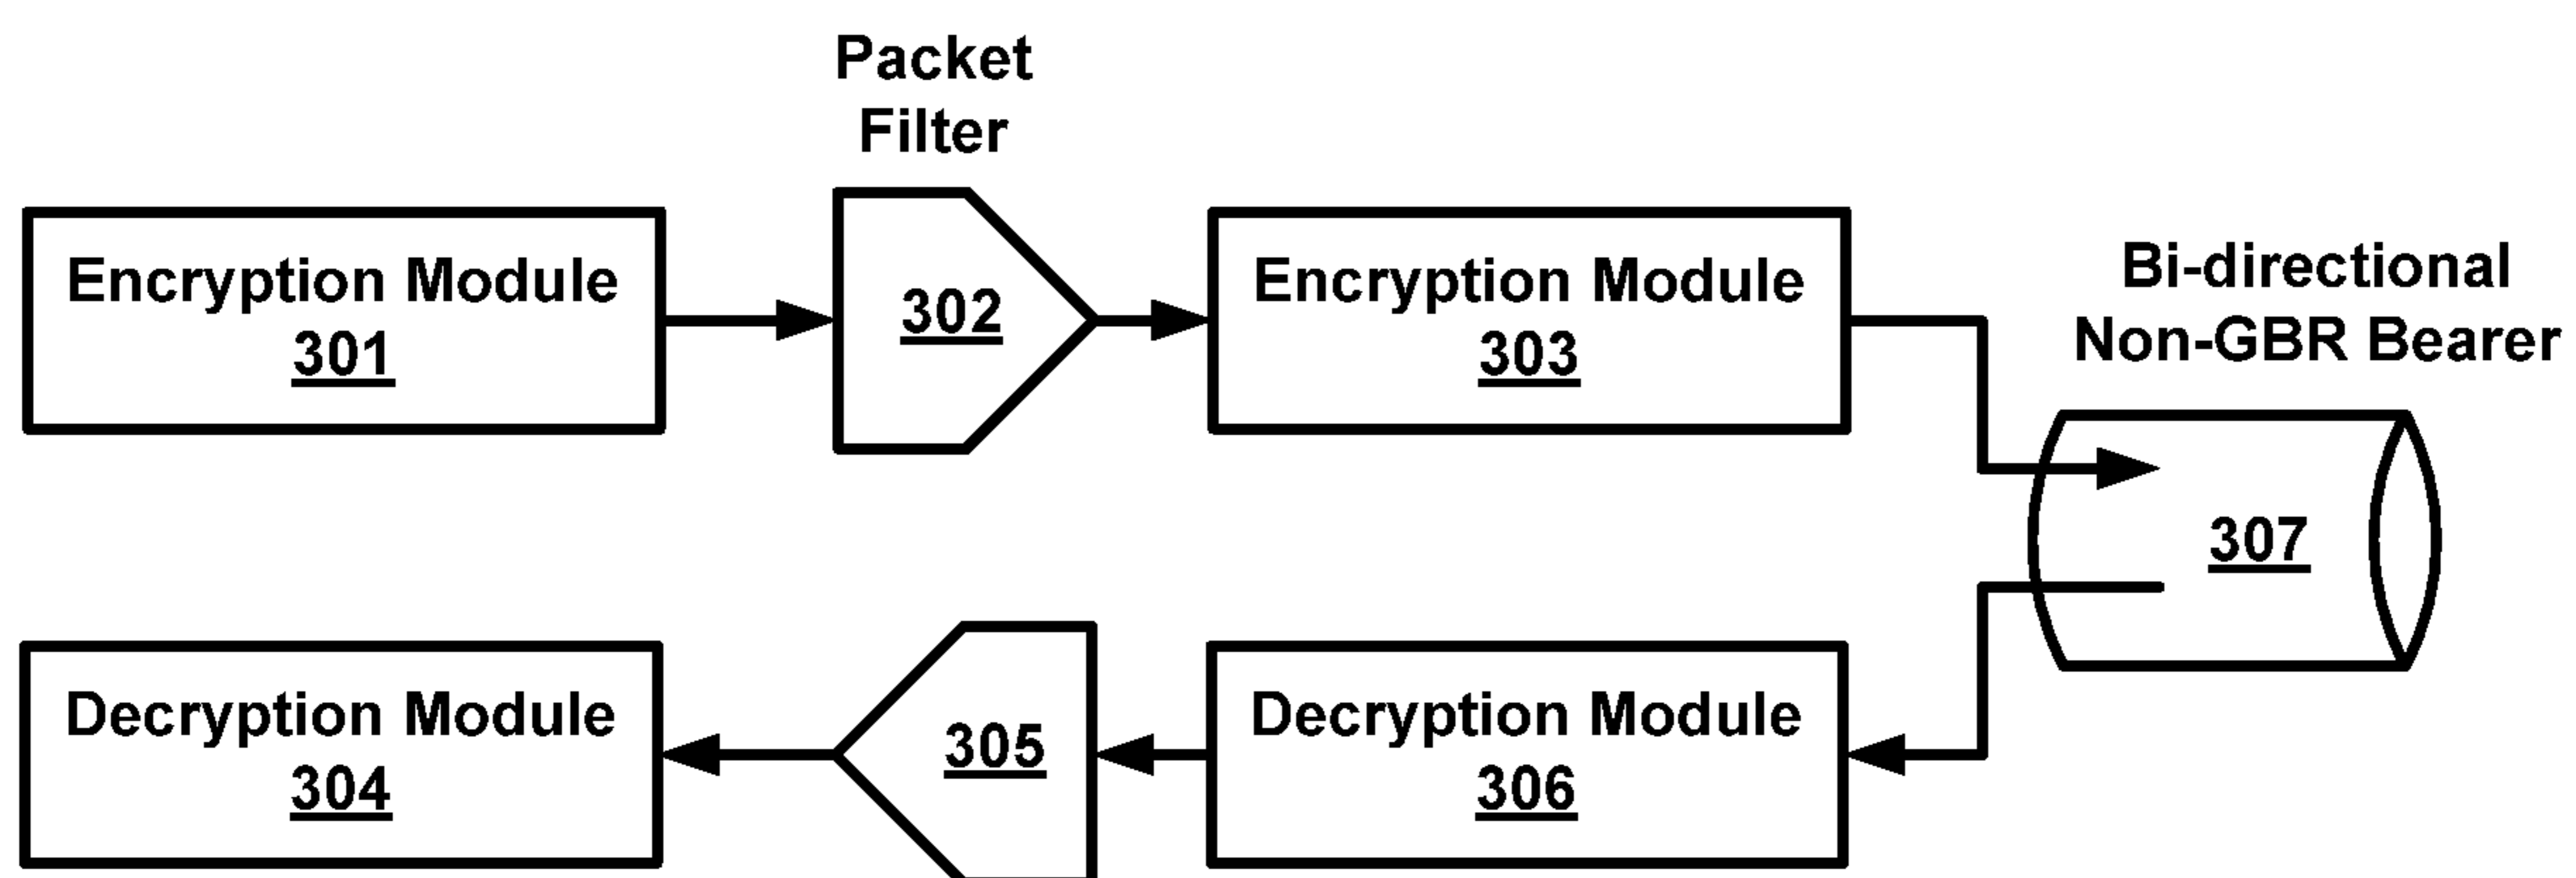 Packet
Filter
Encryption Module
301
302
Encryption Module
303
Bi-directional
Non-GBR Bearer
307
Decryption Module
304
305
Decryption Module
306